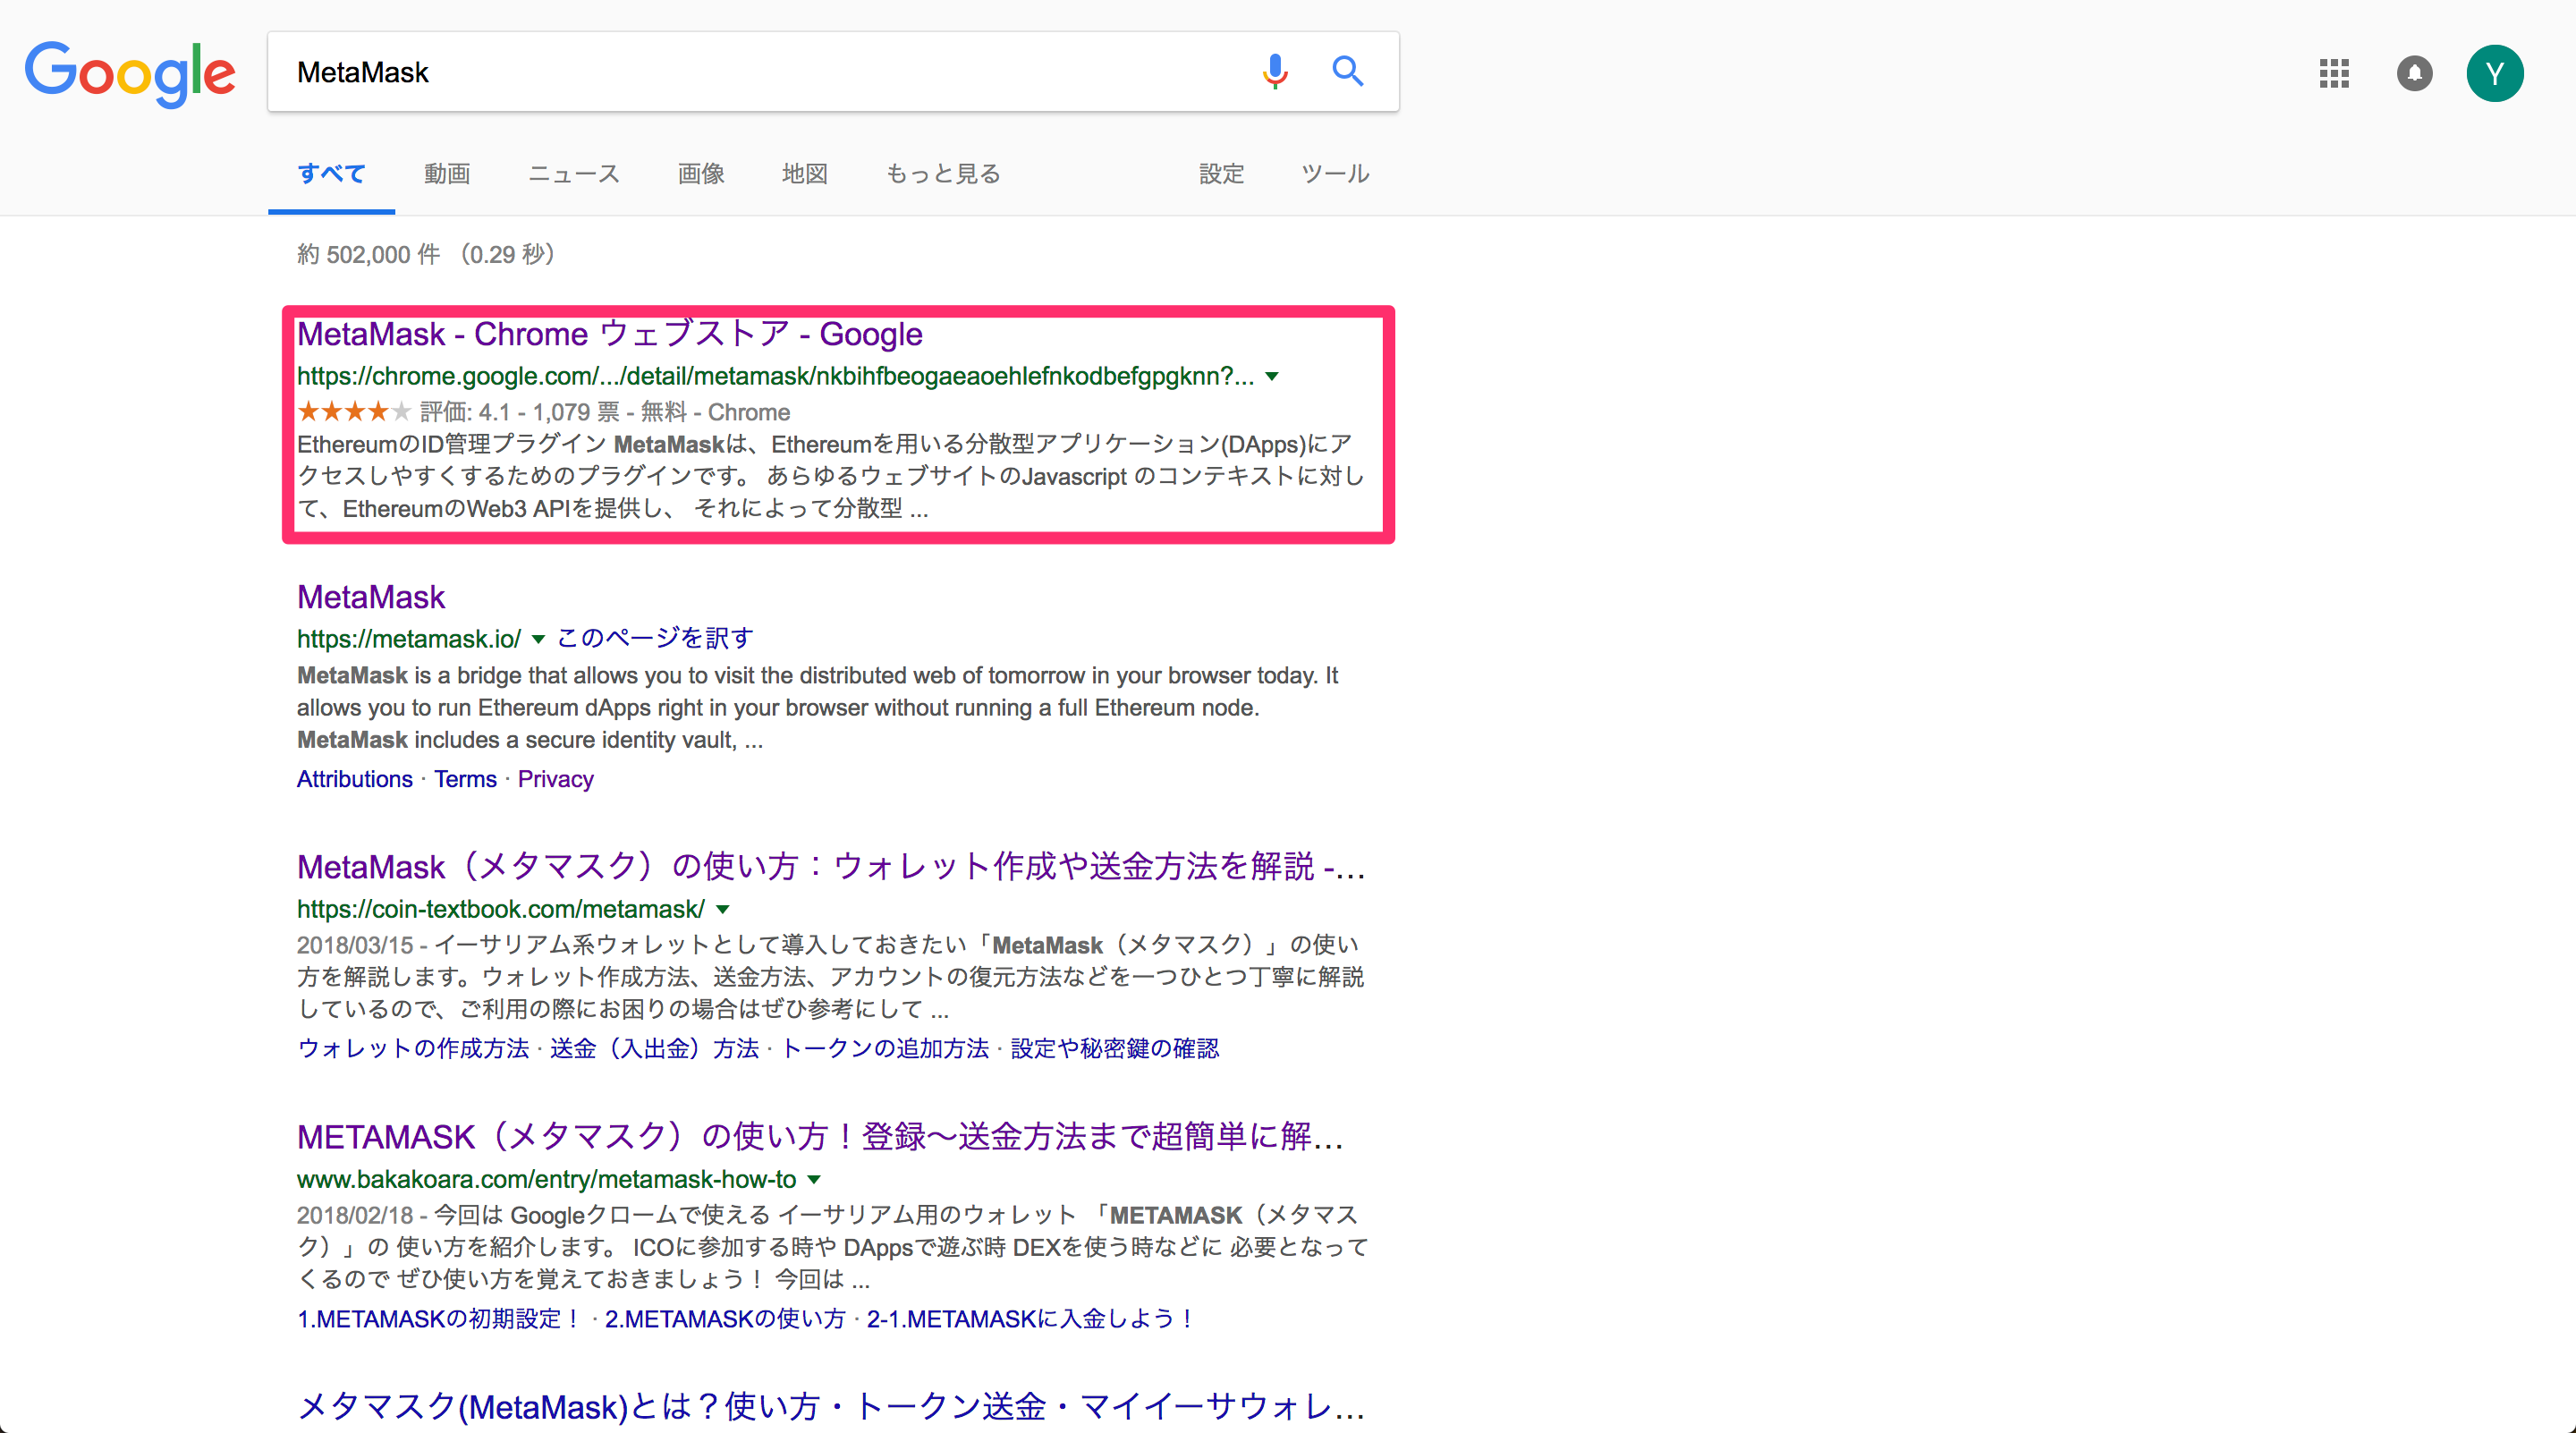 Google
MetaMask
Y
すべて 動画 ニュース 画像 地図 もっと見る 設定 ツール
約 502,000 件 （0.29 秒）
MetaMask - Chrome ウェブストア - Google
https://chrome.google.com/.../detail/metamask/nkbihfbeogaeaoehlefnkodbefgpgknn?...
★★★★★ 評価: 4.1 - 1,079 票 - 無料 - Chrome
EthereumのID管理プラグイン MetaMaskは、Ethereumを用いる分散型アプリケーション(DApps)にア
クセスしやすくするためのプラグインです。 あらゆるウェブサイトのJavascript のコンテキストに対し
て、EthereumのWeb3 APIを提供し、 それによって分散型 ...
MetaMask
https://metamask.io/ このページを訳す
MetaMask is a bridge that allows you to visit the distributed web of tomorrow in your browser today. It
allows you to run Ethereum dApps right in your browser without running a full Ethereum node.
MetaMask includes a secure identity vault, ...
Attributions · Terms · Privacy
MetaMask（メタマスク）の使い方：ウォレット作成や送金方法を解説 -...
https://coin-textbook.com/metamask/
2018/03/15 - イーサリアム系ウォレットとして導入しておきたい「MetaMask（メタマスク）」の使い
方を解説します。ウォレット作成方法、送金方法、アカウントの復元方法などを一つひとつ丁寧に解説
しているので、ご利用の際にお困りの場合はぜひ参考にして ...
ウォレットの作成方法 · 送金（入出金）方法 · トークンの追加方法 · 設定や秘密鍵の確認
METAMASK（メタマスク）の使い方！登録〜送金方法まで超簡単に解...
www.bakakoara.com/entry/metamask-how-to
2018/02/18 - 今回は Googleクロームで使える イーサリアム用のウォレット 「METAMASK（メタマス
ク）」の 使い方を紹介します。 ICOに参加する時や DAppsで遊ぶ時 DEXを使う時などに 必要となって
くるので ぜひ使い方を覚えておきましょう！ 今回は ...
1.METAMASKの初期設定！ · 2.METAMASKの使い方 · 2-1.METAMASKに入金しよう！
メタマスク(MetaMask)とは？使い方・トークン送金・マイイーサウォレ...